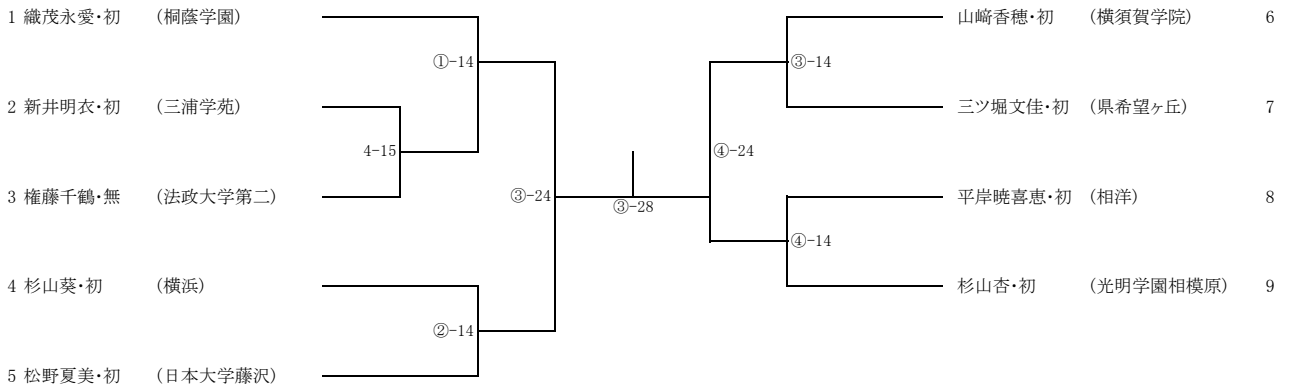 1 織茂永愛・初 (桐蔭学園)
①-14
2 新井明衣・初 (三浦学苑)
4-15
3 権藤千鶴・無 (法政大学第二)
③-24
4 杉山葵・初 (横浜)
②-14
5 松野夏美・初 (日本大学藤沢)
③-28
山﨑香穂・初 (横須賀学院) 6
③-14
三ツ堀文佳・初 (県希望ヶ丘) 7
④-24
平岸暁喜恵・初 (相洋) 8
④-14
杉山杏・初 (光明学園相模原) 9